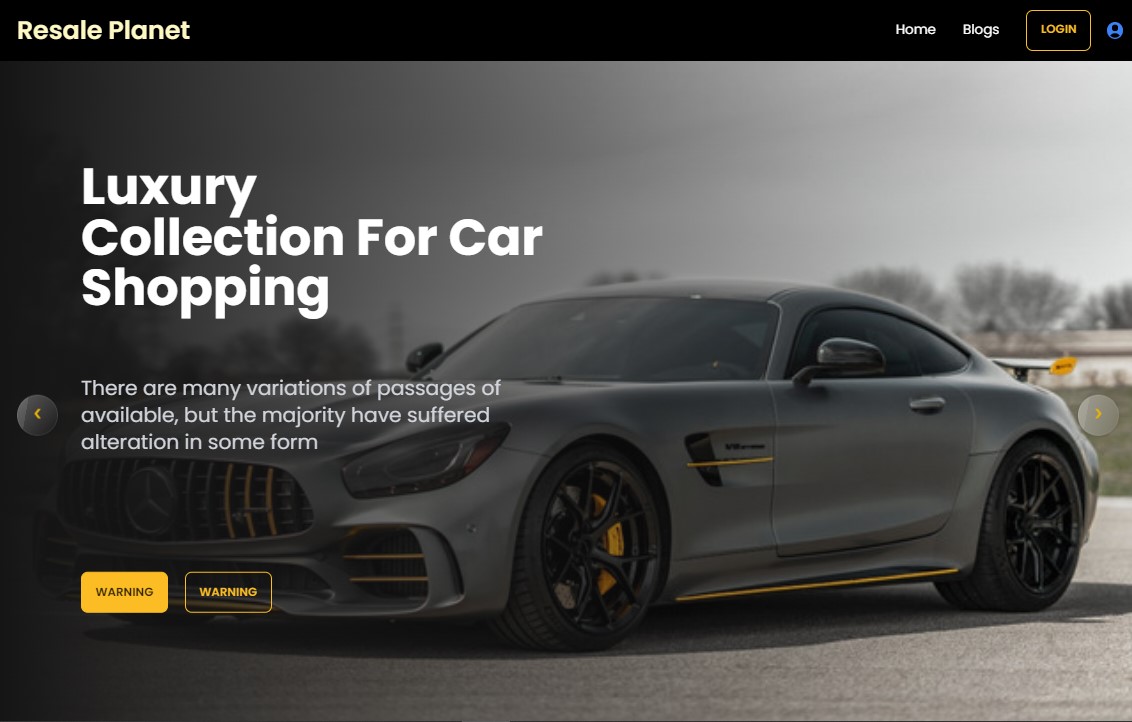 Resale Planet
Home Blogs LOGIN
Luxury
Collection For Car
Shopping
There are many variations of passages of
available, but the majority have suffered
alteration in some form
WARNING WARNING